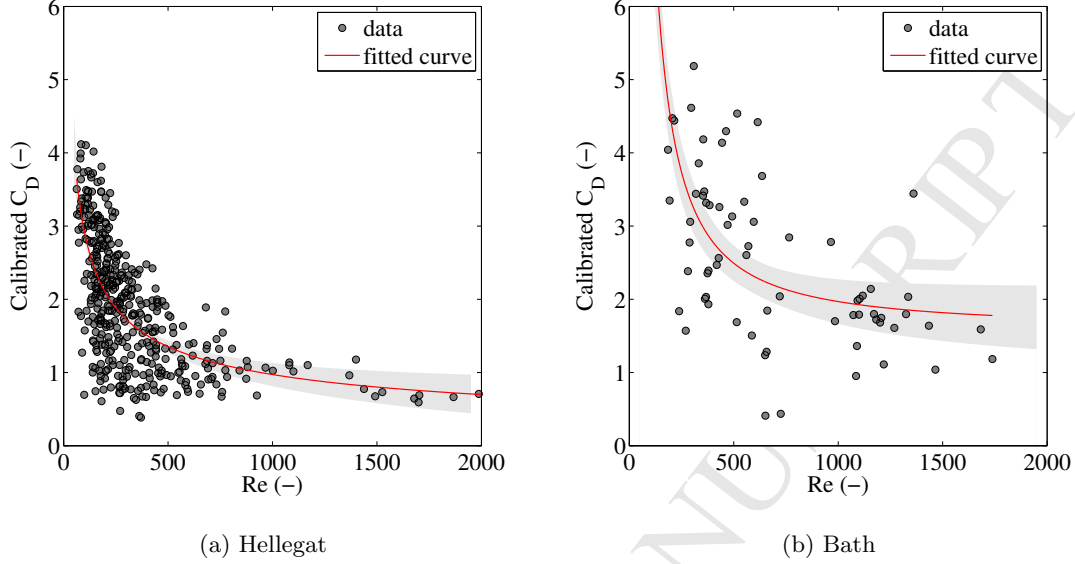 6
5
4
3
2
1
0
Calibrated C_D (−)
0
500
1000
1500
2000
Re (−)
data
fitted curve
(a) Hellegat
6
5
4
3
2
1
0
Calibrated C_D (−)
0
500
1000
1500
2000
Re (−)
data
fitted curve
(b) Bath
NUSCRIPT